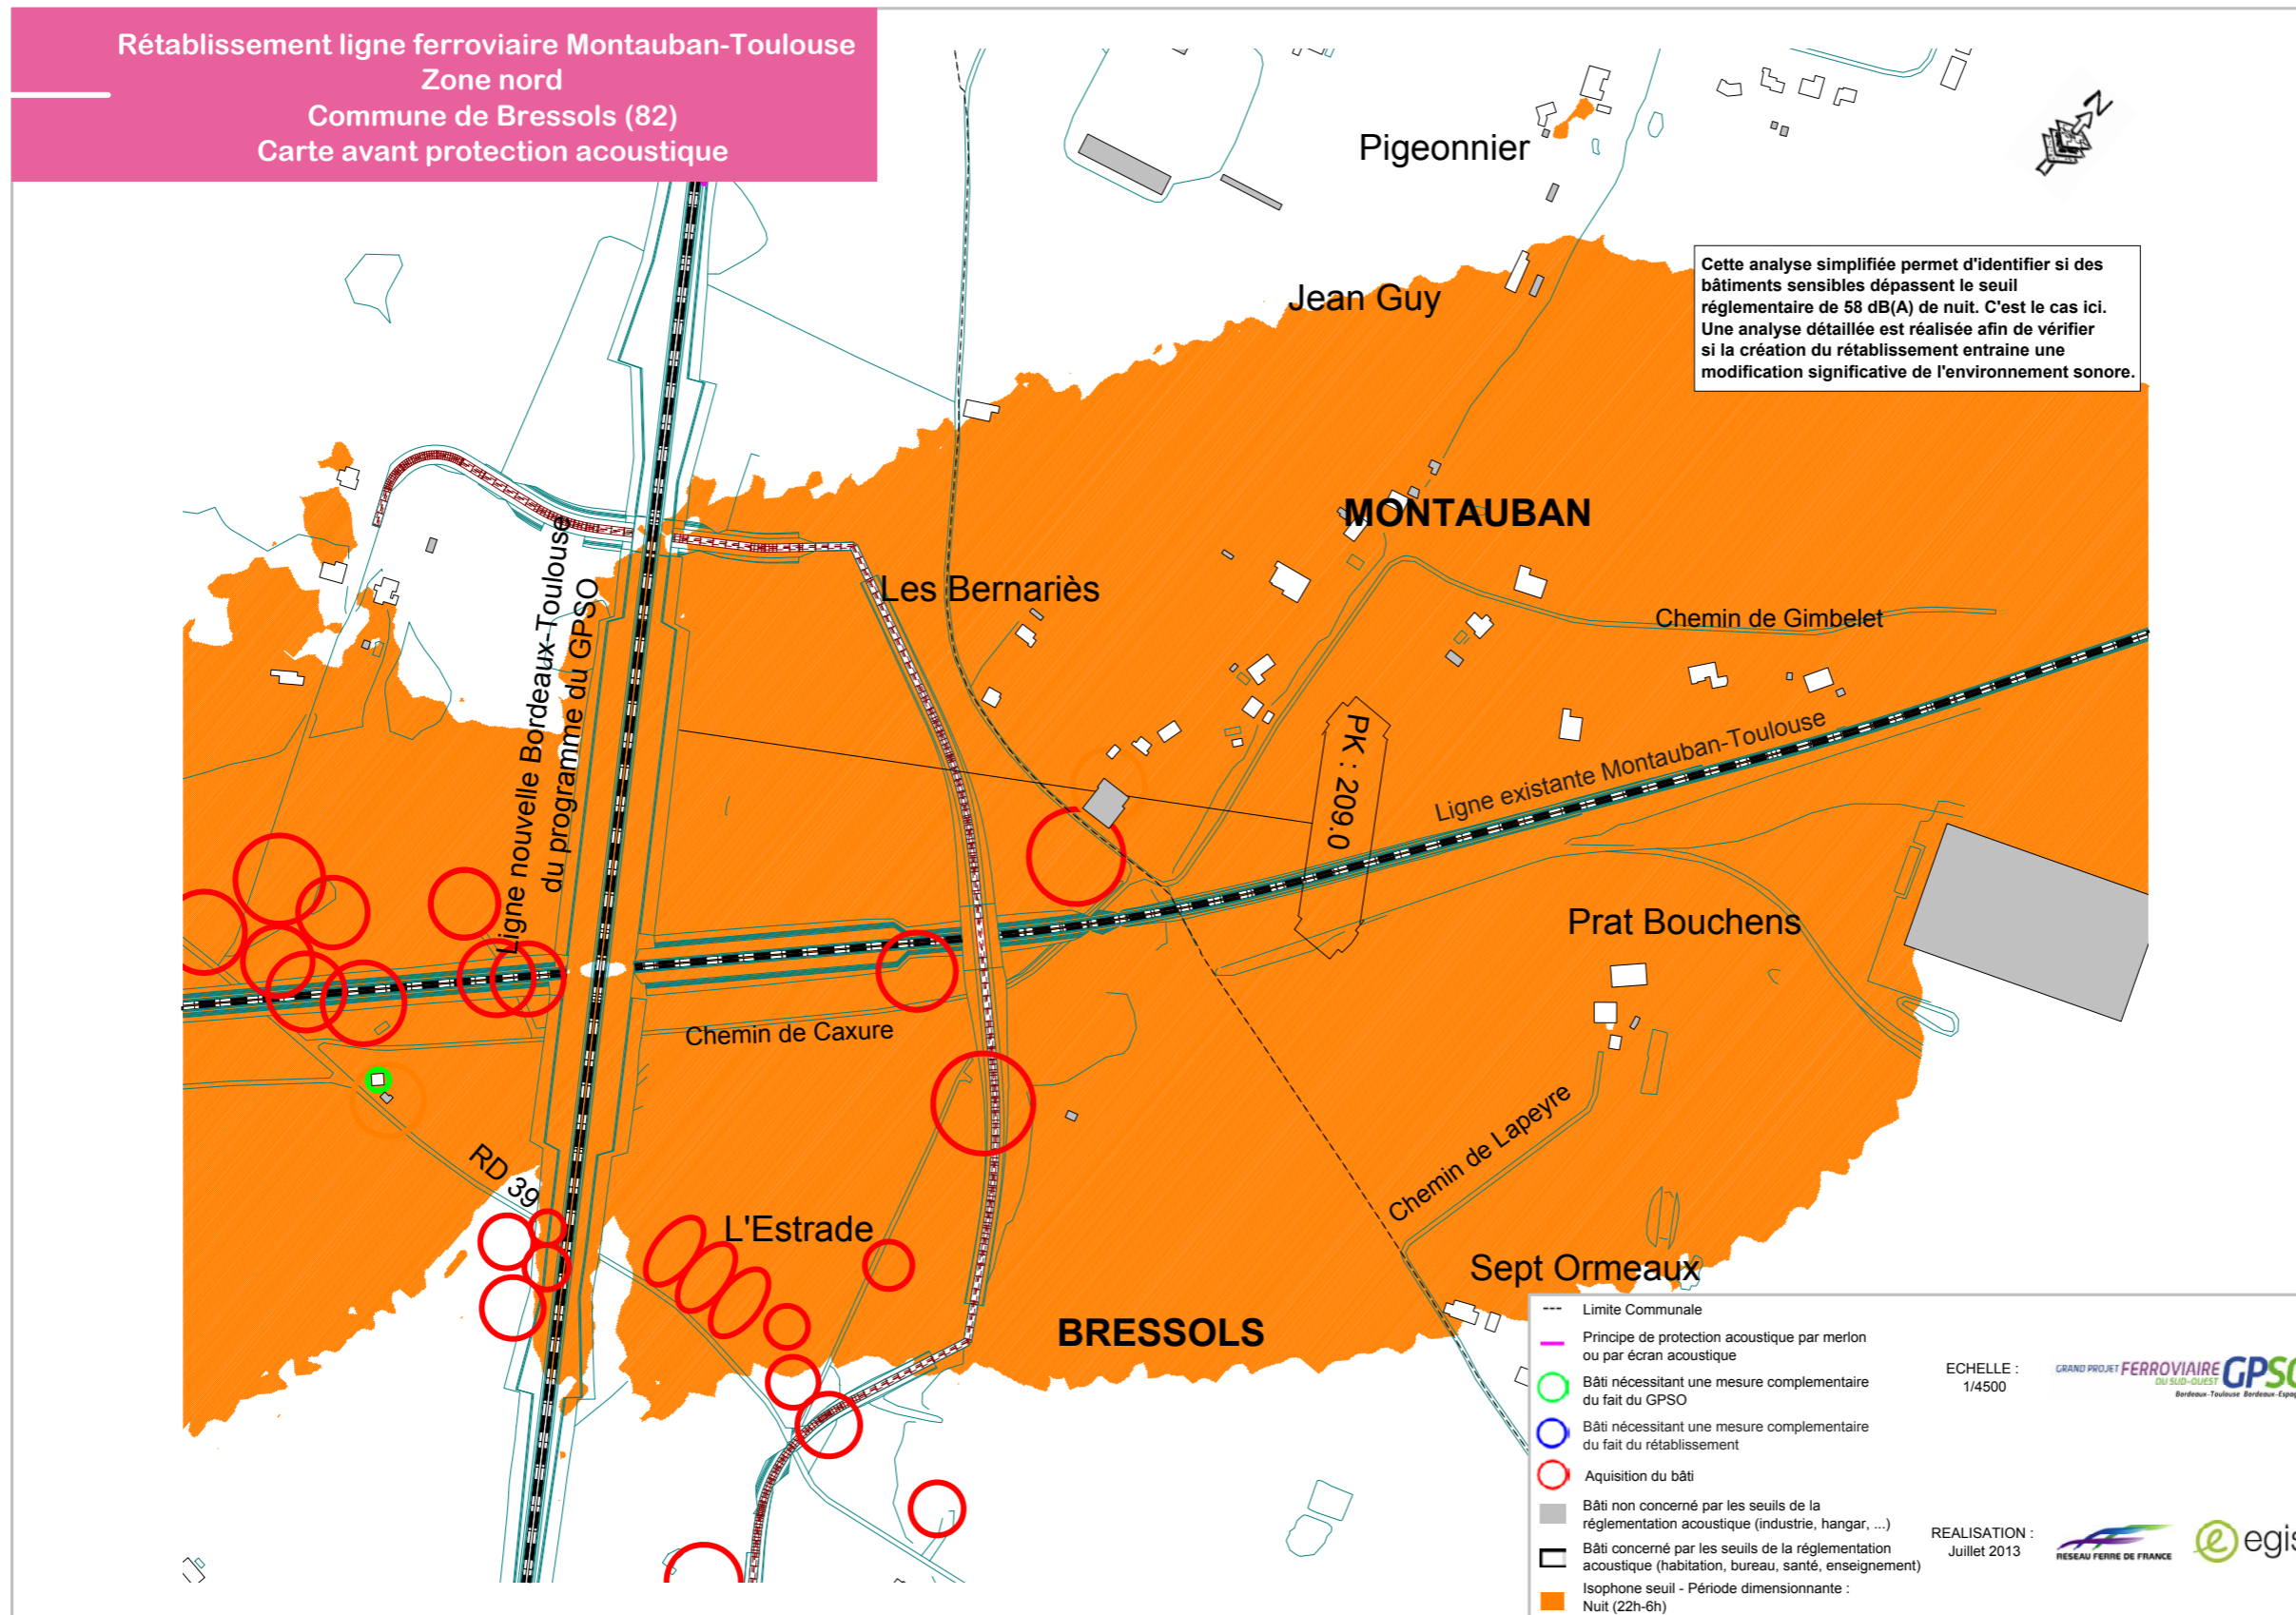 Rétablissement ligne ferroviaire Montauban-Toulouse
Zone nord
Commune de Bressols (82)
Carte avant protection acoustique
N
Pigeonnier
Jean Guy
Cette analyse simplifiée permet d'identifier si des
bâtiments sensibles dépassent le seuil
réglementaire de 58 dB(A) de nuit. C'est le cas ici.
Une analyse détaillée est réalisée afin de vérifier
si la création du rétablissement entraine une
modification significative de l'environnement sonore.
MONTAUBAN
Les Bernariès
Chemin de Gimbelet
Ligne nouvelle Bordeaux-Toulouse
du programme du GPSO
PK : 209.0
Ligne existante Montauban-Toulouse
Prat Bouchens
Chemin de Caxure
Chemin de Lapeyre
RD 39
L'Estrade
Sept Ormeaux
BRESSOLS
Limite Communale
Principe de protection acoustique par merlon
ou par écran acoustique
Bâti nécessitant une mesure complementaire
du fait du GPSO
Bâti nécessitant une mesure complementaire
du fait du rétablissement
Aquisition du bâti
Bâti non concerné par les seuils de la
réglementation acoustique (industrie, hangar, ...)
Bâti concerné par les seuils de la réglementation
acoustique (habitation, bureau, santé, enseignement)
Isophone seuil - Période dimensionnante :
Nuit (22h-6h)
ECHELLE :
1/4500
GRAND PROJET FERROVIAIRE
DU SUD-OUEST
GPSO
Bordeaux-Toulouse Bordeaux-Espag
REALISATION :
Juillet 2013
RESEAU FERRE DE FRANCE
egis